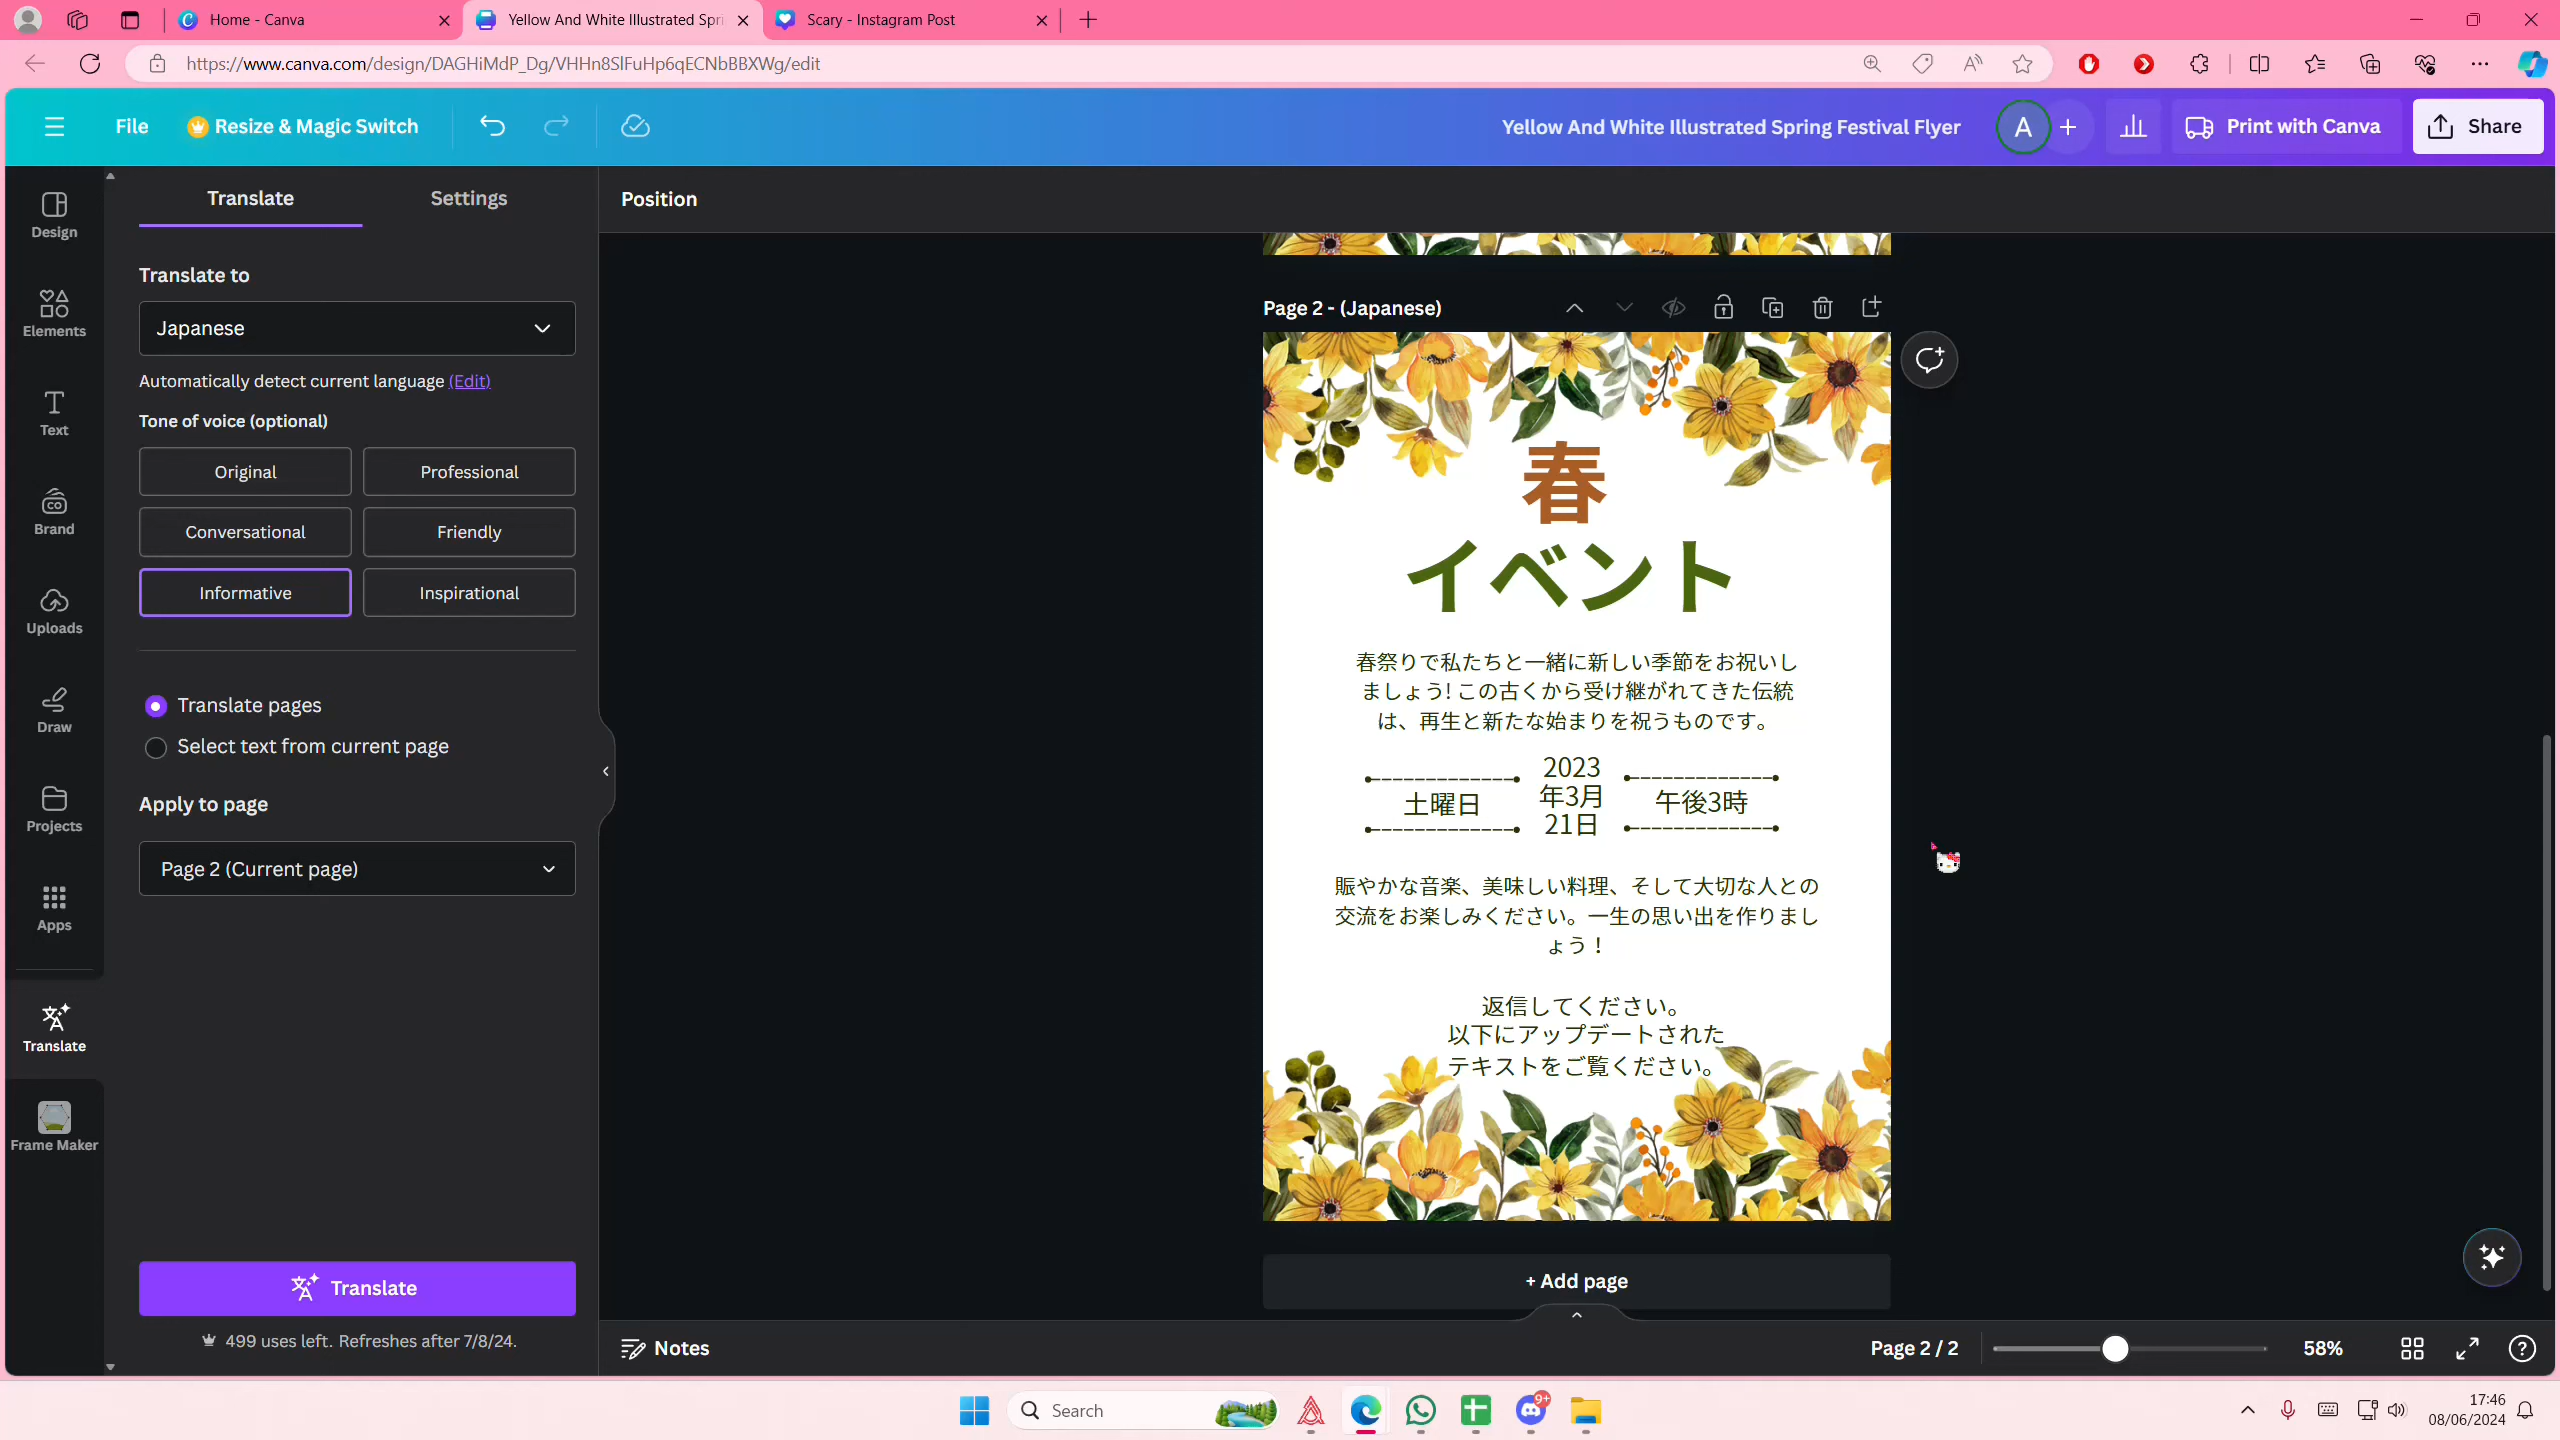 Home - Canva
Yellow And White Illustrated Spri
Scary - Instagram Post
https://www.canva.com/design/DAGHiMdP_Dg/VHHn8SlFuHp6qECNbBBXWg/edit
File
Resize & Magic Switch
Yellow And White Illustrated Spring Festival Flyer
A
Print with Canva
Share
Design
Elements
Text
Brand
Uploads
Draw
Projects
Apps
Translate
Frame Maker
Translate
Settings
Translate to
Japanese
Automatically detect current language (Edit)
Tone of voice (optional)
Original
Professional
Conversational
Friendly
Informative
Inspirational
Translate pages
Select text from current page
Apply to page
Page 2 (Current page)
Translate
499 uses left. Refreshes after 7/8/24.
Position
Page 2 - (Japanese)
春
イベント
春祭りで私たちと一緒に新しい季節をお祝いし
ましょう! この古くから受け継がれてきた伝統
は、再生と新たな始まりを祝うものです。
土曜日
2023
年3月
21日
午後3時
賑やかな音楽、美味しい料理、そして大切な人との
交流をお楽しみください。一生の思い出を作りまし
ょう！
返信してください。
以下にアップデートされた
テキストをご覧ください。
+ Add page
Notes
Page 2 / 2
58%
Search
9+
17:46
08/06/2024